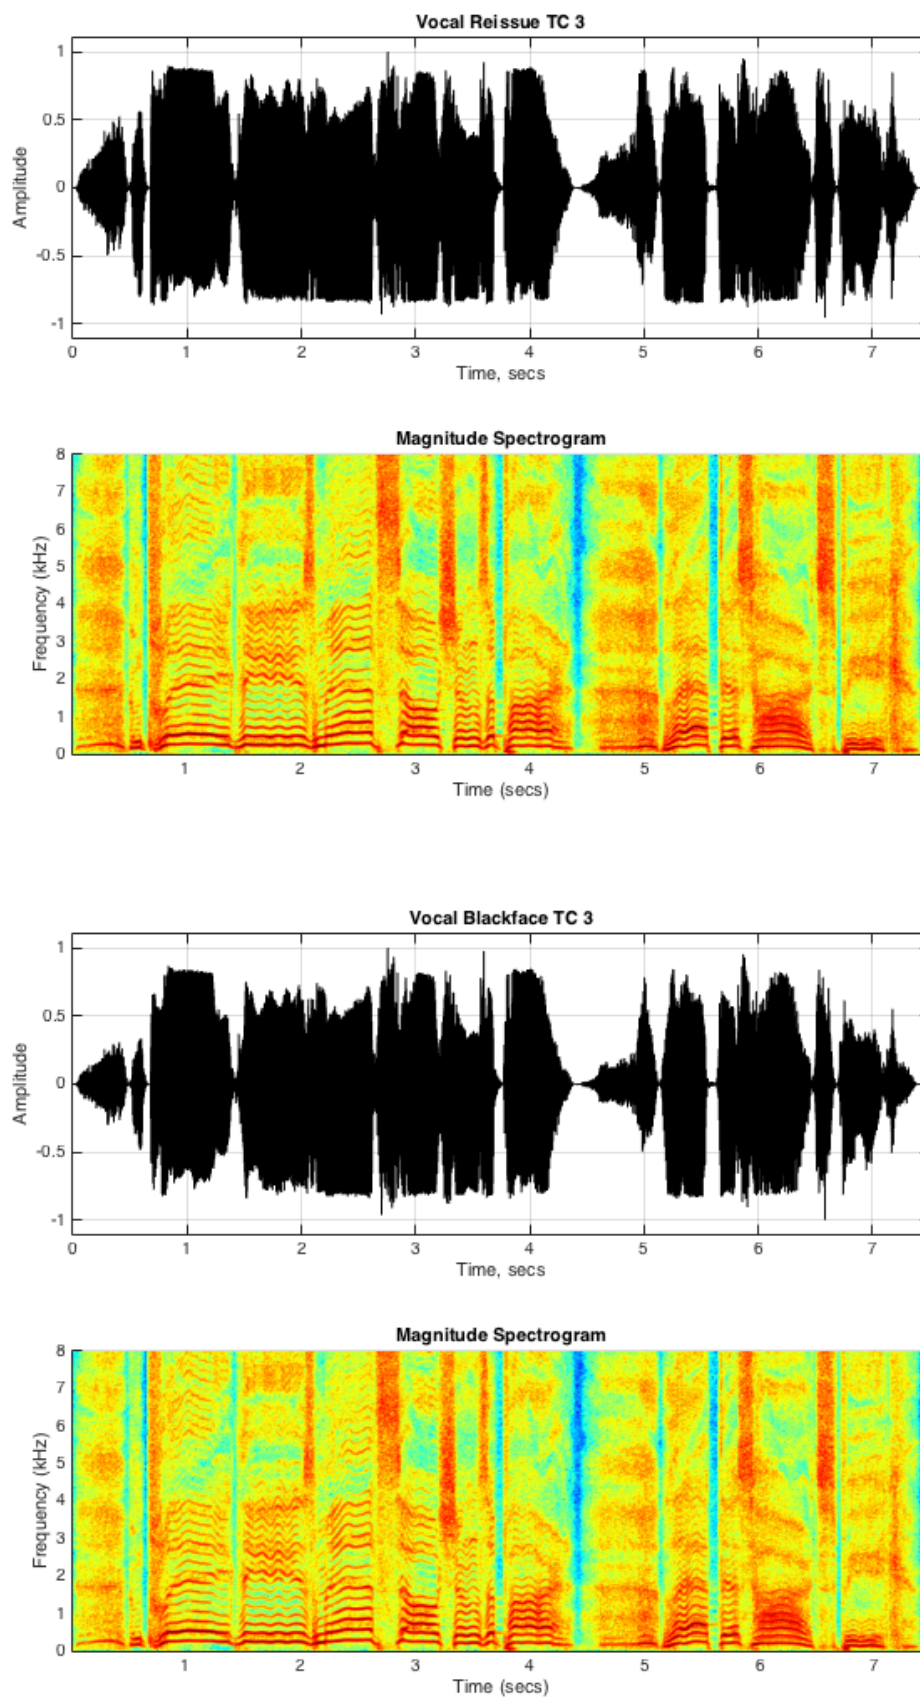 Vocal Reissue TC 3
1
0.5
0
-0.5
-1
Amplitude
0 1 2 3 4 5 6 7
Time, secs
Magnitude Spectrogram
8
7
6
5
4
3
2
1
0
Frequency (kHz)
1 2 3 4 5 6 7
Time (secs)
Vocal Blackface TC 3
1
0.5
0
-0.5
-1
Amplitude
0 1 2 3 4 5 6 7
Time, secs
Magnitude Spectrogram
8
7
6
5
4
3
2
1
0
Frequency (kHz)
1 2 3 4 5 6 7
Time (secs)